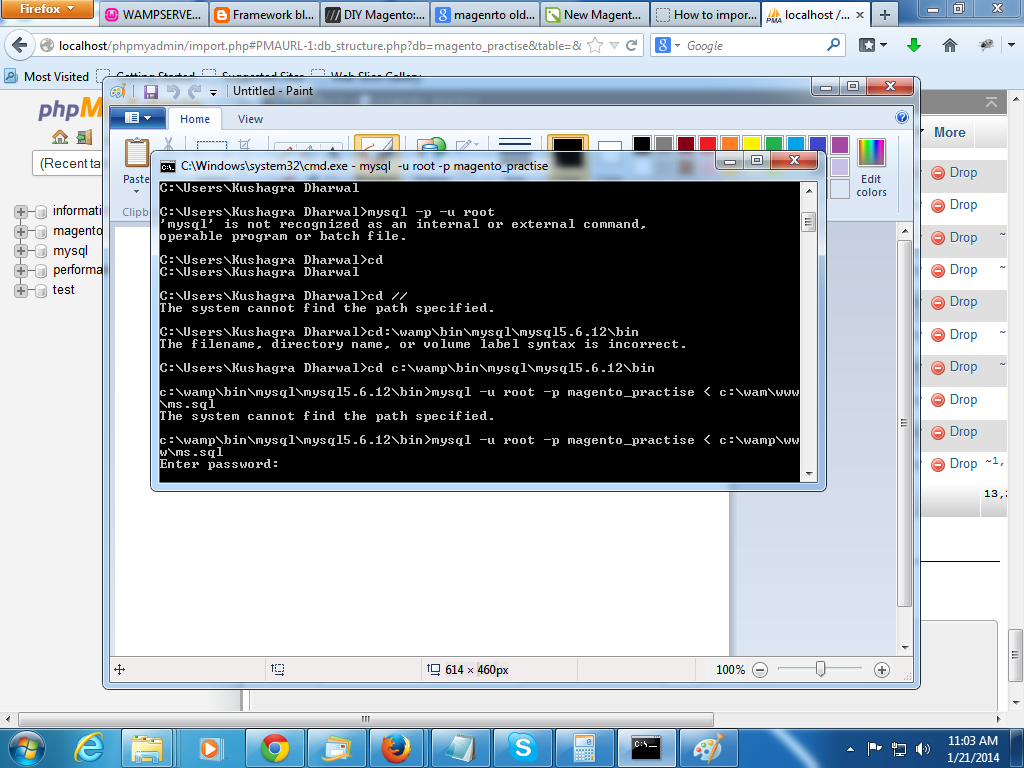 Firefox
WAMPSERVE...
Framework bl...
DIY Magento:...
magenrto old...
New Magent...
How to impor...
localhost /...
localhost/phpmyadmin/import.php#PMAURL-1:db_structure.php?db=magento_practise&table=&
Google
Most Visited
Getting Started
Suggested Sites
Web Slice Gallery
Untitled - Paint
phpM
Home
View
More
(Recent ta
Paste
Clipb
Edit
colors
informati
magento
mysql
performa
test
C:\Windows\system32\cmd.exe - mysql -u root -p magento_practise
C:\Users\Kushagra Dharwal
C:\Users\Kushagra Dharwal>mysql -p -u root
'mysql' is not recognized as an internal or external command,
operable program or batch file.
C:\Users\Kushagra Dharwal>cd
C:\Users\Kushagra Dharwal
C:\Users\Kushagra Dharwal>cd //
The system cannot find the path specified.
C:\Users\Kushagra Dharwal>cd:\wamp\bin\mysql\mysql5.6.12\bin
The filename, directory name, or volume label syntax is incorrect.
C:\Users\Kushagra Dharwal>cd c:\wamp\bin\mysql\mysql5.6.12\bin
c:\wamp\bin\mysql\mysql5.6.12\bin>mysql -u root -p magento_practise < c:\wam\www
\ms.sql
The system cannot find the path specified.
c:\wamp\bin\mysql\mysql5.6.12\bin>mysql -u root -p magento_practise < c:\wamp\ww
w\ms.sql
Enter password:
Drop
Drop
Drop ~
Drop ~
Drop
Drop ~
Drop ~
Drop ~
Drop
Drop ~1,
13,
614 × 460px
100%
11:03 AM
1/21/2014